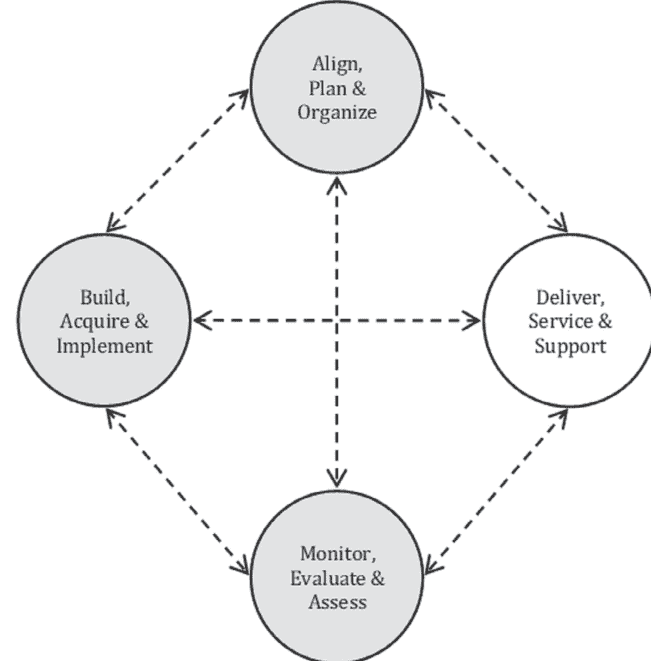 Align,
Plan &
Organize
Build,
Acquire &
Implement
Deliver,
Service &
Support
Monitor,
Evaluate &
Assess